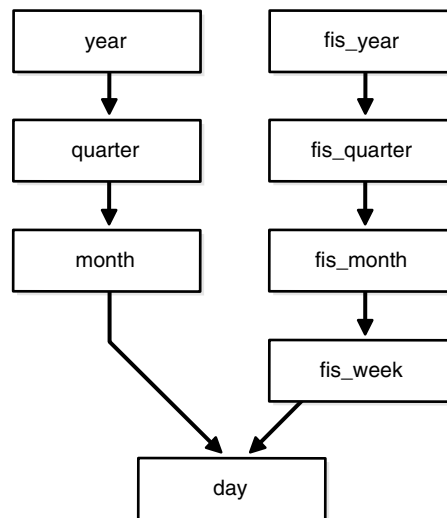 year
fis_year
quarter
fis_quarter
month
fis_month
fis_week
day